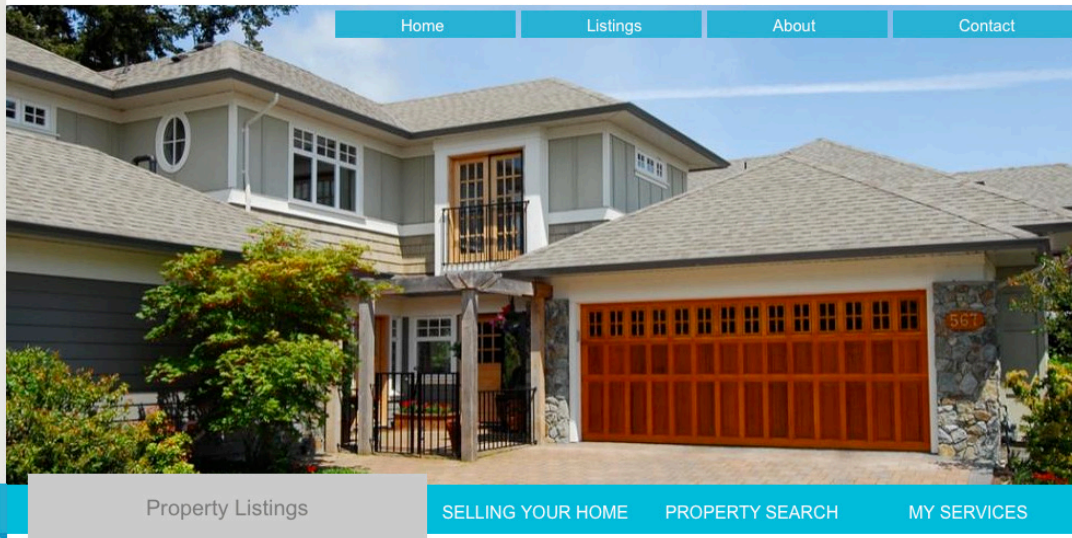 Home
Listings
About
Contact
567
Property Listings
SELLING YOUR HOME
PROPERTY SEARCH
MY SERVICES